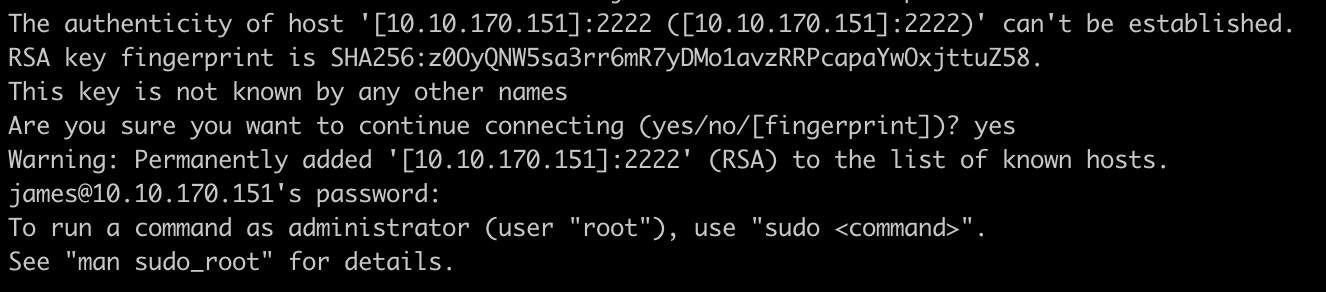 The authenticity of host '[10.10.170.151]:2222 ([10.10.170.151]:2222)' can't be established.
RSA key fingerprint is SHA256:z0OyQNW5sa3rr6mR7yDMo1avzRRPcapaYwOxjttuZ58.
This key is not known by any other names
Are you sure you want to continue connecting (yes/no/[fingerprint])? yes
Warning: Permanently added '[10.10.170.151]:2222' (RSA) to the list of known hosts.
james@10.10.170.151's password:
To run a command as administrator (user "root"), use "sudo <command>".
See "man sudo_root" for details.